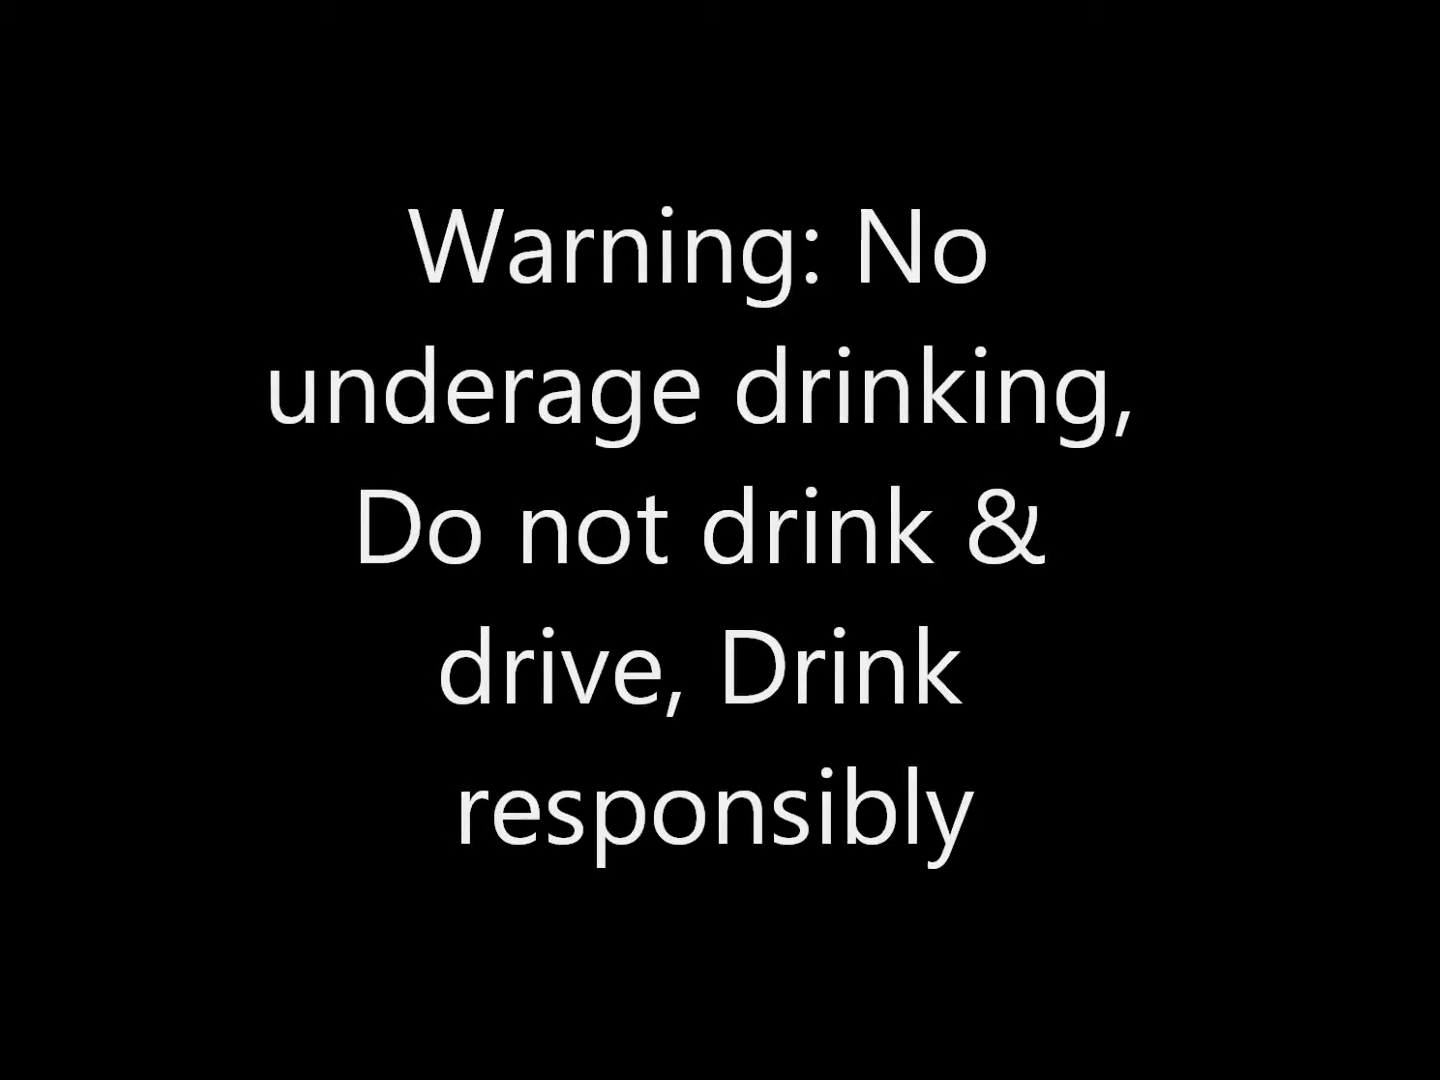 Warning: No
underage drinking,
Do not drink &
drive, Drink
responsibly